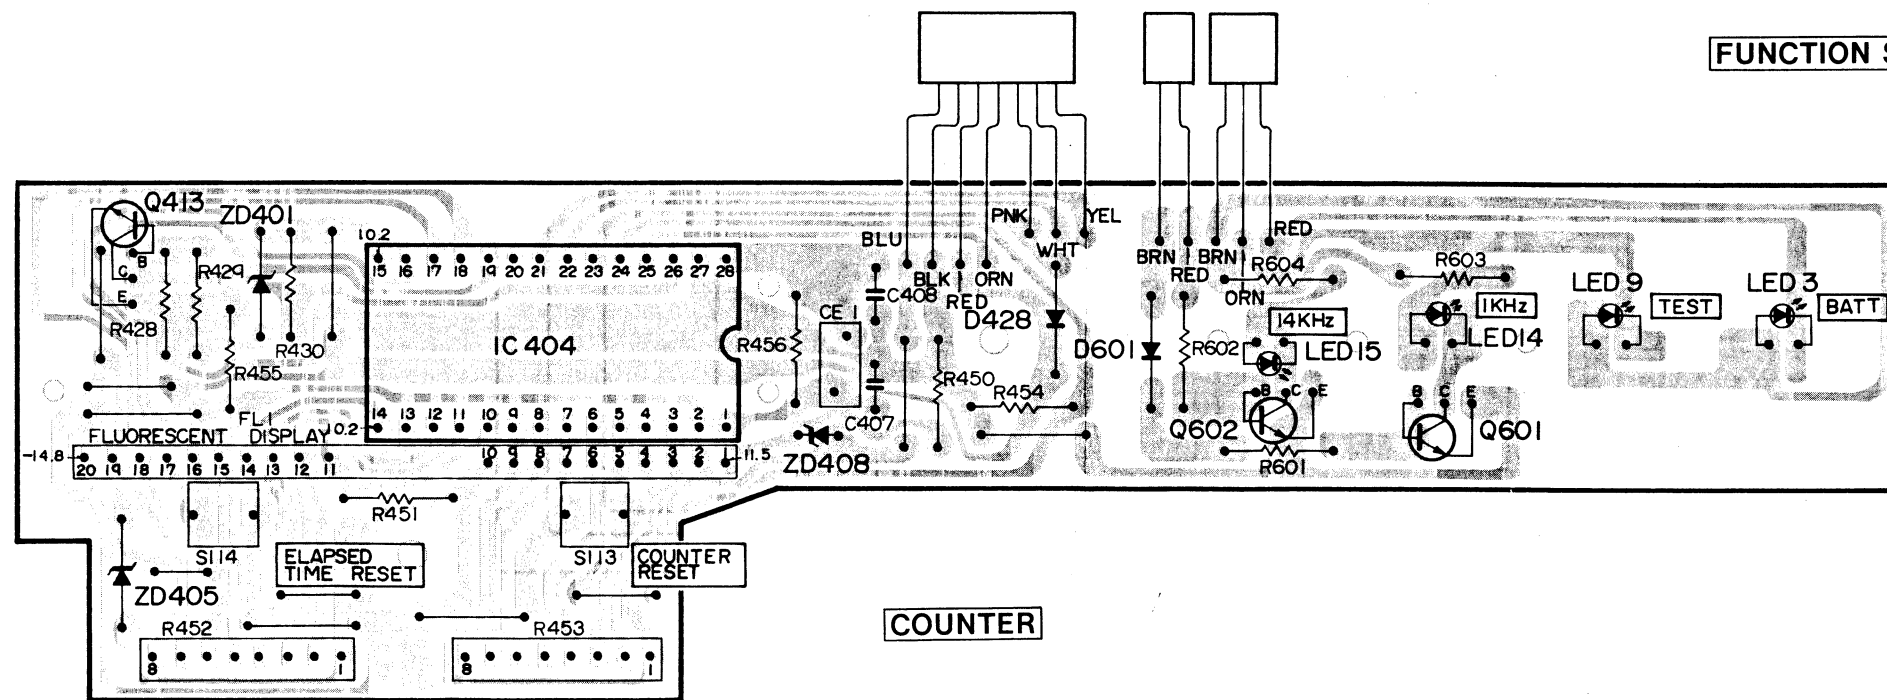 FUNCTION S
Q413
ZD401
B
C
E
R429
R428
R430
R455
10.2
15 16 17 18 19 20 21 22 23 24 25 26 27 28
IC404
14 13 12 11 10 9 8 7 6 5 4 3 2 1
10.2
FL1
FLUORESCENT DISPLAY
-14.8
20 19 18 17 16 15 14 13 12 11
10 9 8 7 6 5 4 3 2 1
-11.5
R451
S114
ELAPSED
TIME RESET
S113
COUNTER
RESET
ZD405
R452
8 1
R453
8 1
COUNTER
PNK
YEL
BLU
WHT
BLK
ORN
RED
C408
CE 1
R456
D428
C407
R450
R454
ZD408
BRN
RED
BRN
ORN
RED
R604
R603
14KHz
1KHz
D601
R602
LED15
LED14
B C E
Q602
R601
B C E
Q601
LED 9
TEST
LED 3
BATT